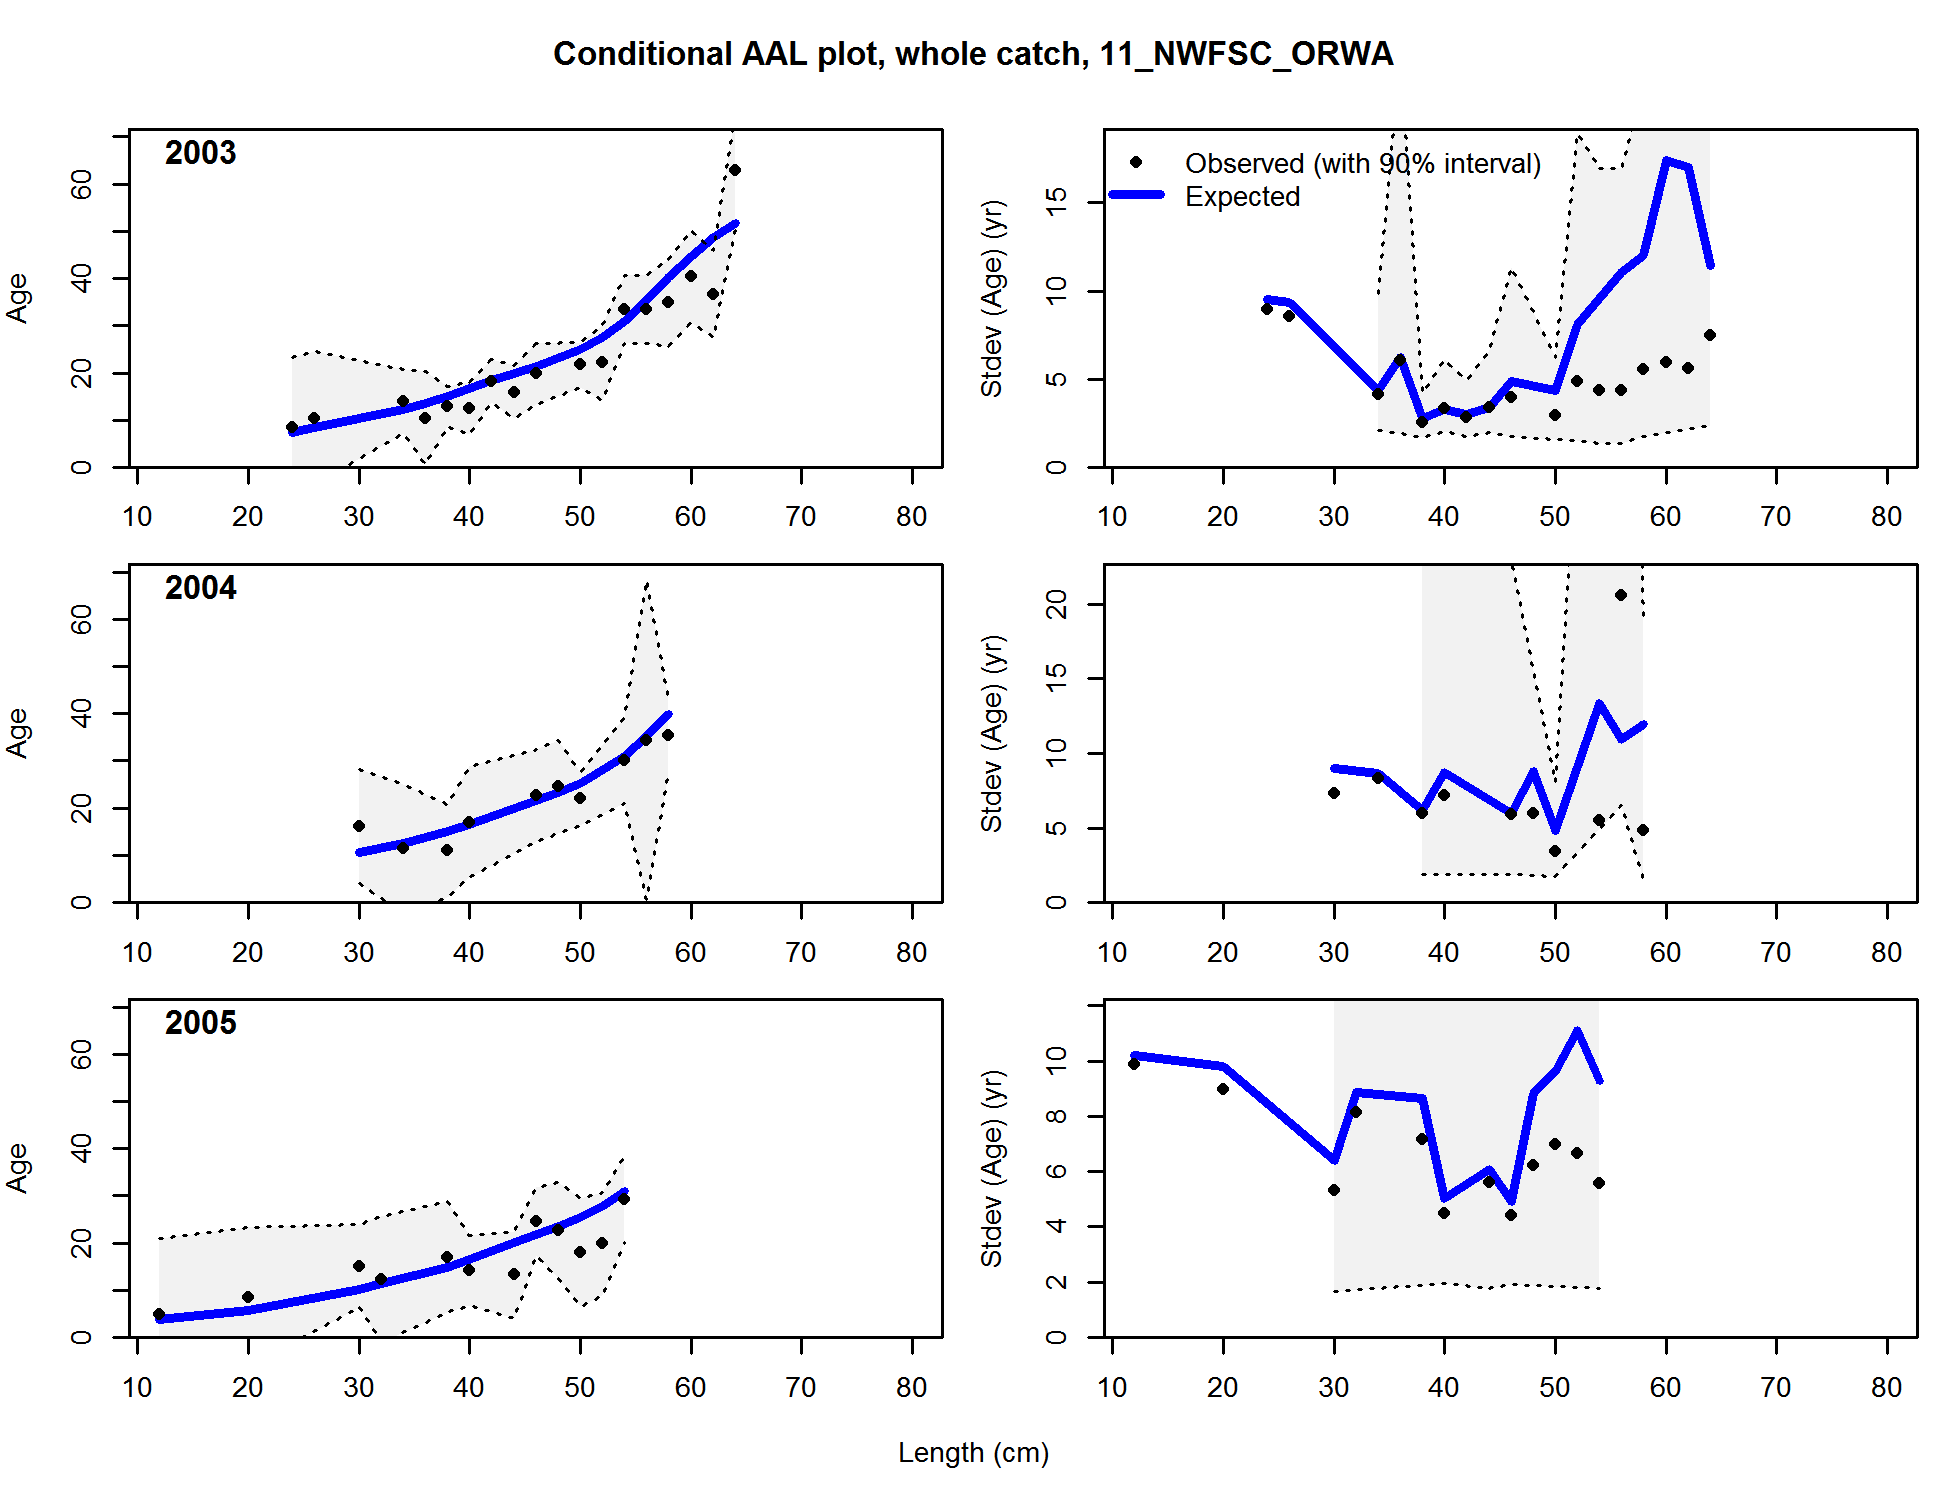 Conditional AAL plot, whole catch, 11_NWFSC_ORWA
2003
Age
0 20 40 60
10 20 30 40 50 60 70 80
Observed (with 90% interval)
Expected
Stdev (Age) (yr)
0 5 10 15
10 20 30 40 50 60 70 80
2004
Age
0 20 40 60
10 20 30 40 50 60 70 80
Stdev (Age) (yr)
0 5 10 15 20
10 20 30 40 50 60 70 80
2005
Age
0 20 40 60
10 20 30 40 50 60 70 80
Stdev (Age) (yr)
0 2 4 6 8 10
10 20 30 40 50 60 70 80
Length (cm)